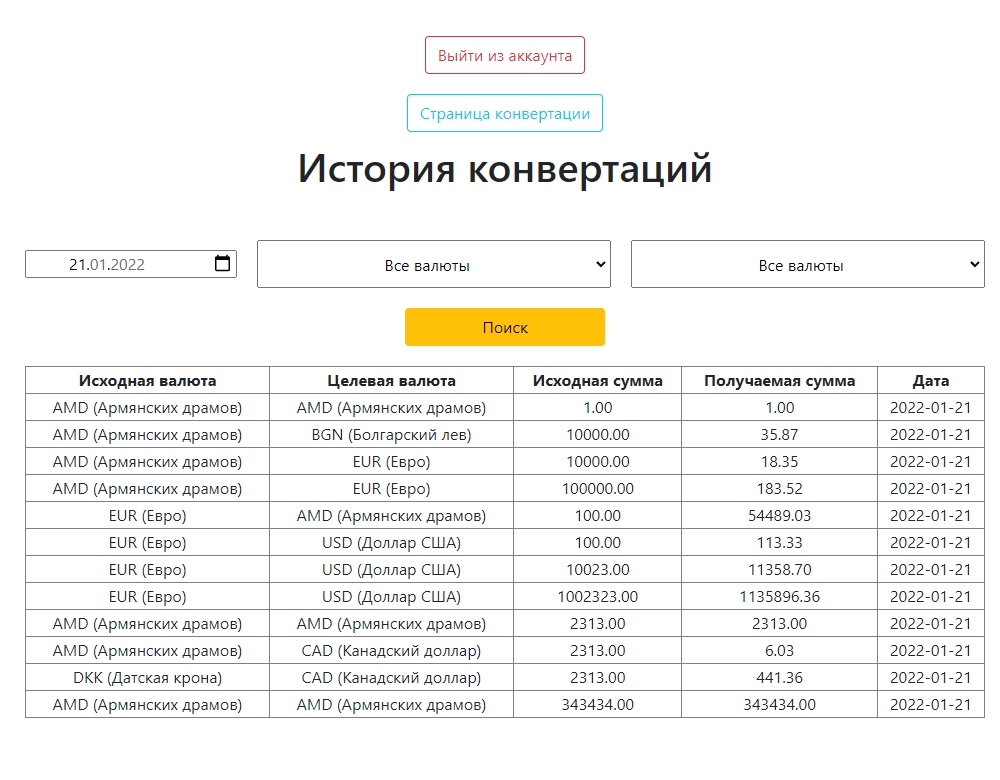 Выйти из аккаунта
Страница конвертации
История конвертаций
21.01.2022 Все валюты Все валюты
Поиск
Исходная валюта Целевая валюта Исходная сумма Получаемая сумма Дата
AMD (Армянских драмов) AMD (Армянских драмов) 1.00 1.00 2022-01-21
AMD (Армянских драмов) BGN (Болгарский лев) 10000.00 35.87 2022-01-21
AMD (Армянских драмов) EUR (Евро) 10000.00 18.35 2022-01-21
AMD (Армянских драмов) EUR (Евро) 100000.00 183.52 2022-01-21
EUR (Евро) AMD (Армянских драмов) 100.00 54489.03 2022-01-21
EUR (Евро) USD (Доллар США) 100.00 113.33 2022-01-21
EUR (Евро) USD (Доллар США) 10023.00 11358.70 2022-01-21
EUR (Евро) USD (Доллар США) 1002323.00 1135896.36 2022-01-21
AMD (Армянских драмов) AMD (Армянских драмов) 2313.00 2313.00 2022-01-21
AMD (Армянских драмов) CAD (Канадский доллар) 2313.00 6.03 2022-01-21
DKK (Датская крона) CAD (Канадский доллар) 2313.00 441.36 2022-01-21
AMD (Армянских драмов) AMD (Армянских драмов) 343434.00 343434.00 2022-01-21